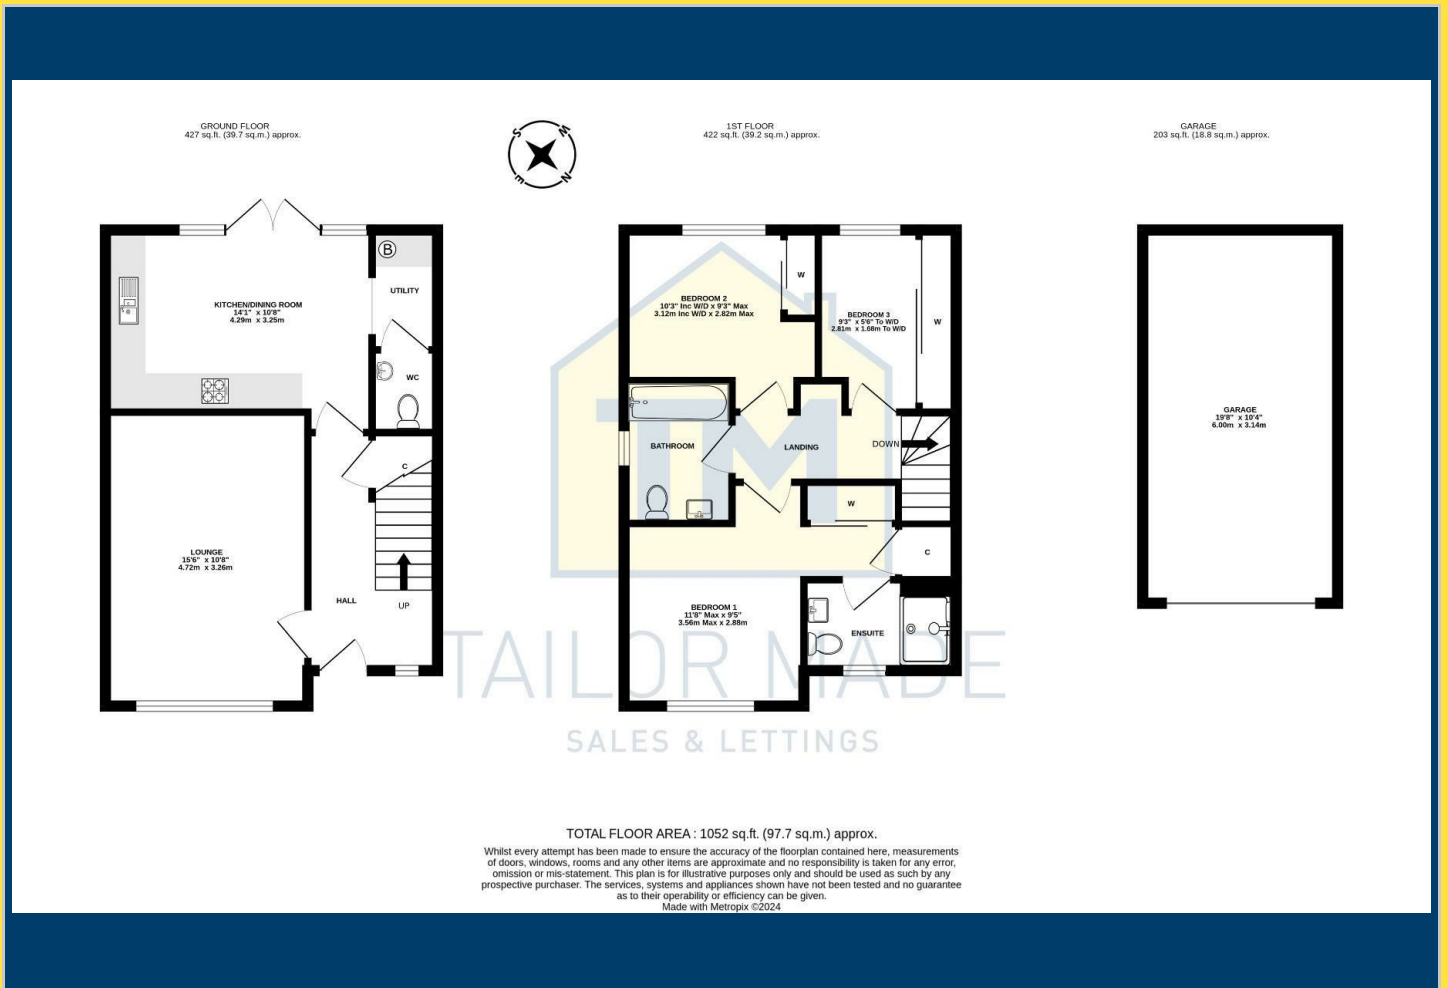 GROUND FLOOR
427 sq.ft. (39.7 sq.m.) approx.
1ST FLOOR
422 sq.ft. (39.2 sq.m.) approx.
GARAGE
203 sq.ft. (18.8 sq.m.) approx.
S
W
E
N
B
UTILITY
KITCHEN/DINING ROOM
14'1" x 10'8"
4.29m x 3.25m
WC
C
LOUNGE
15'6" x 10'8"
4.72m x 3.26m
HALL
UP
W
BEDROOM 2
10'3" Inc W/D x 9'3" Max
3.12m Inc W/D x 2.82m Max
BEDROOM 3
9'3" x 5'6" To W/D
2.81m x 1.68m To W/D
W
TM
BATHROOM
LANDING
DOWN
W
C
BEDROOM 1
11'8" Max x 9'5"
3.56m Max x 2.88m
ENSUITE
GARAGE
19'8" x 10'4"
6.00m x 3.14m
TAILOR MADE
SALES & LETTINGS
TOTAL FLOOR AREA : 1052 sq.ft. (97.7 sq.m.) approx.
Whilst every attempt has been made to ensure the accuracy of the floorplan contained here, measurements
of doors, windows, rooms and any other items are approximate and no responsibility is taken for any error,
omission or mis-statement. This plan is for illustrative purposes only and should be used as such by any
prospective purchaser. The services, systems and appliances shown have not been tested and no guarantee
as to their operability or efficiency can be given.
Made with Metropix ©2024